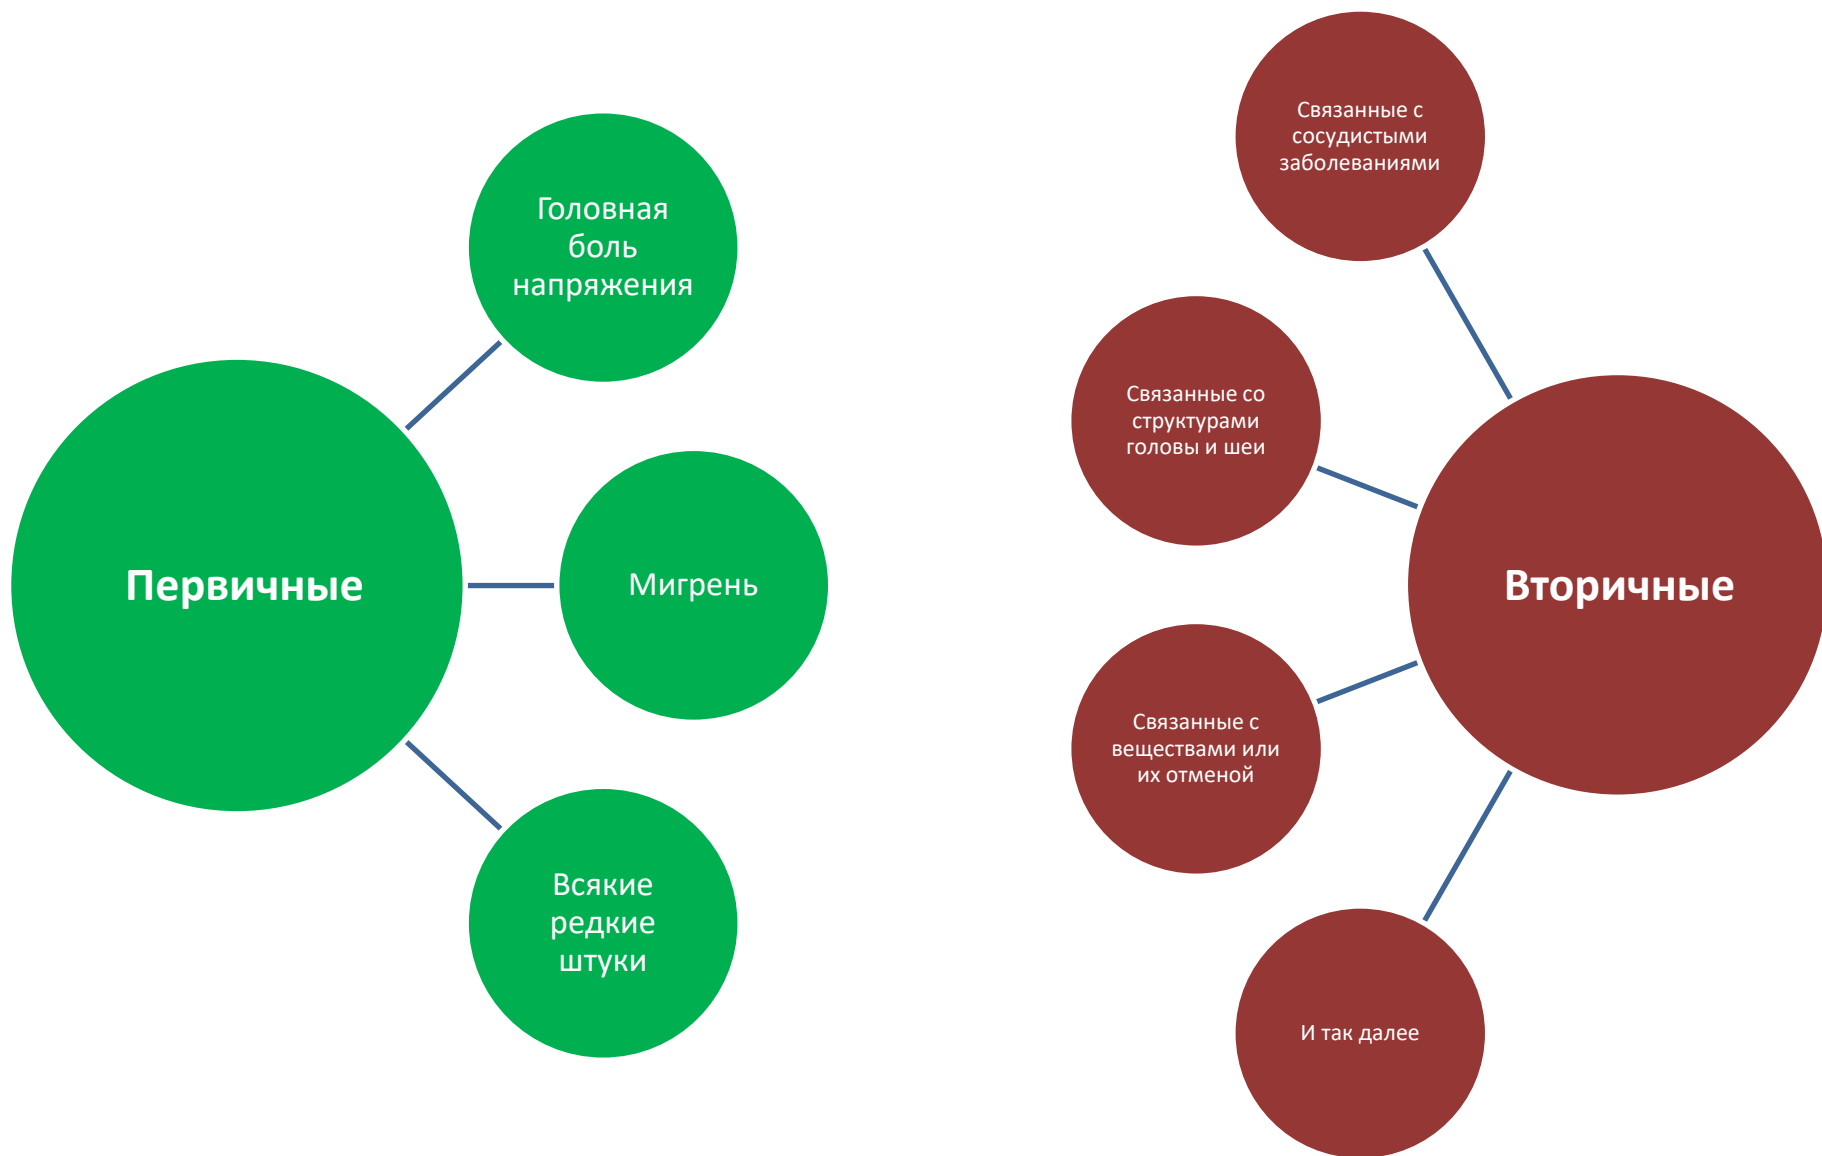 Первичные
Головная
боль
напряжения
Мигрень
Всякие
редкие
штуки
Вторичные
Связанные с
сосудистыми
заболеваниями
Связанные со
структурами
головы и шеи
Связанные с
веществами или
их отменой
И так далее